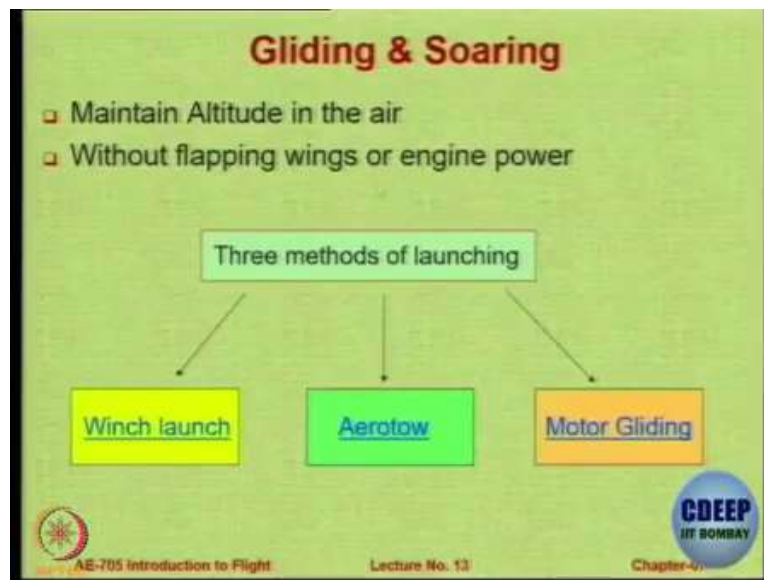 Gliding & Soaring
Maintain Altitude in the air
Without flapping wings or engine power
Three methods of launching
Winch launch
Aerotow
Motor Gliding
CDEEP
IIT BOMBAY
AE-705 Introduction to Flight
Lecture No. 13